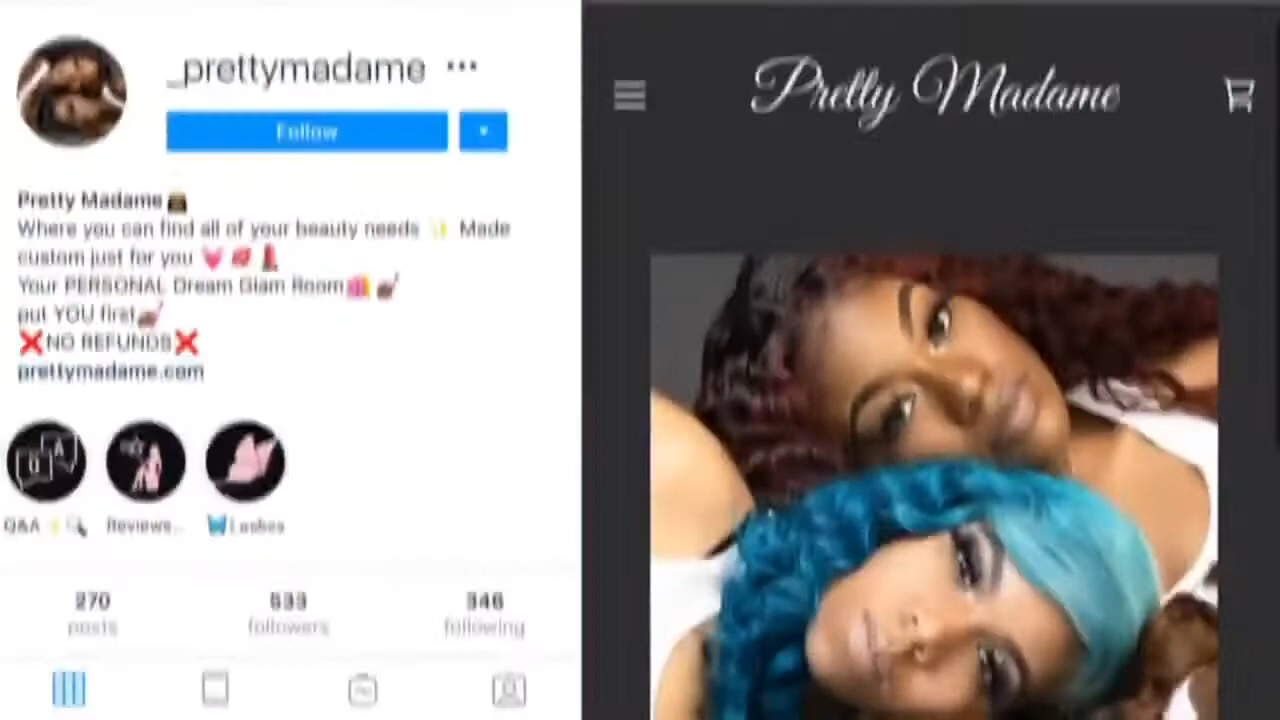 _prettymadame
Follow
Pretty Madame
Where you can find all of your beauty needs ✨ Made
custom just for you 💓 💋 💄
Your PERSONAL Dream Glam Room🛍️ 💅🏿
put YOU first💅🏿
❌NO REFUNDS❌
prettymadame.com
Q&A ✨🔍
Reviews...
🦋Lashes
270
posts
633
followers
346
following
Pretty Madame